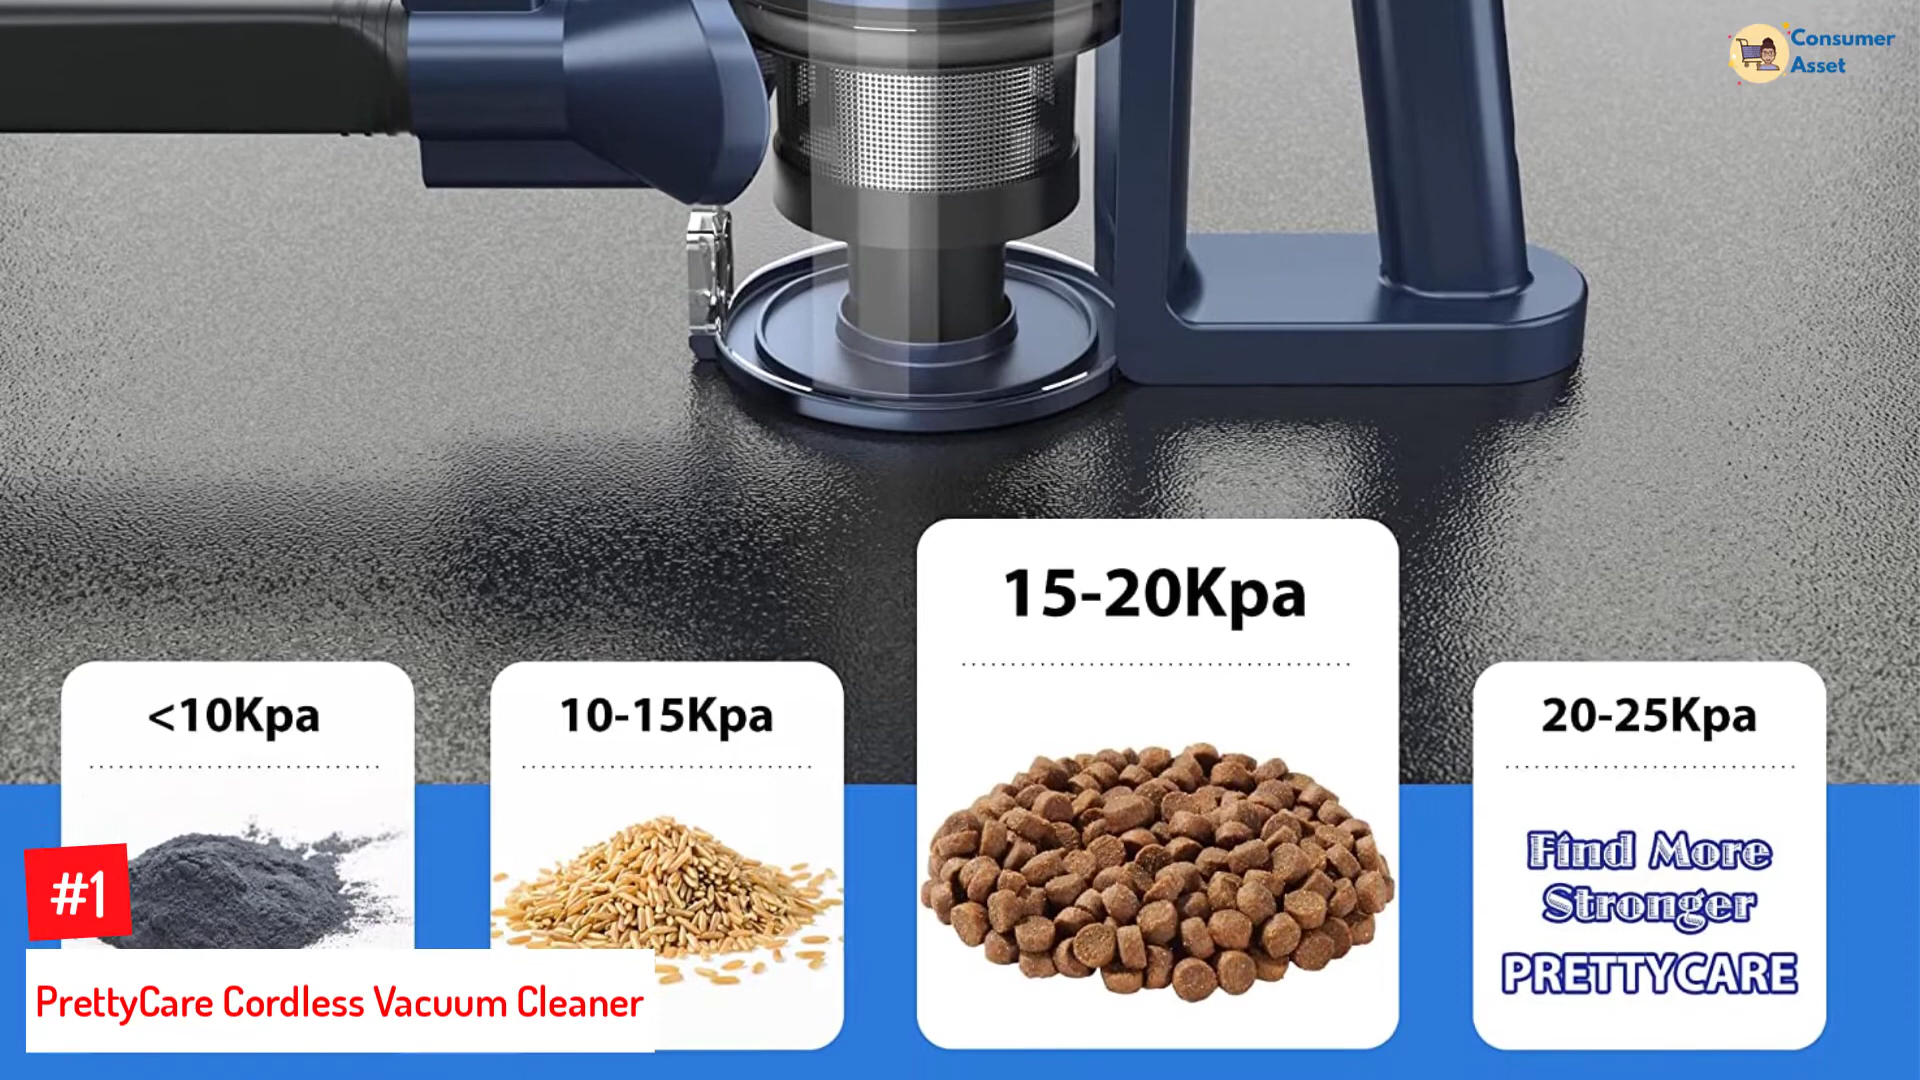 Consumer
Asset
15-20Kpa
<10Kpa
10-15Kpa
20-25Kpa
Find More
Stronger
PRETTYCARE
#1
PrettyCare Cordless Vacuum Cleaner